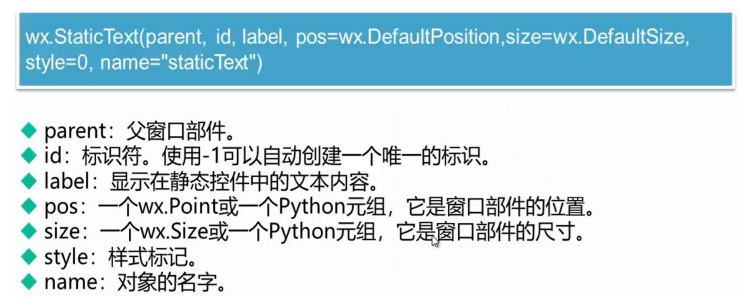 wx.StaticText(parent, id, label, pos=wx.DefaultPosition,size=wx.DefaultSize,
style=0, name="staticText")
◆ parent：父窗口部件。
◆ id：标识符。使用-1可以自动创建一个唯一的标识。
◆ label：显示在静态控件中的文本内容。
◆ pos：一个wx.Point或一个Python元组，它是窗口部件的位置。
◆ size：一个wx.Size或一个Python元组，它是窗口部件的尺寸。
◆ style：样式标记。
◆ name：对象的名字。